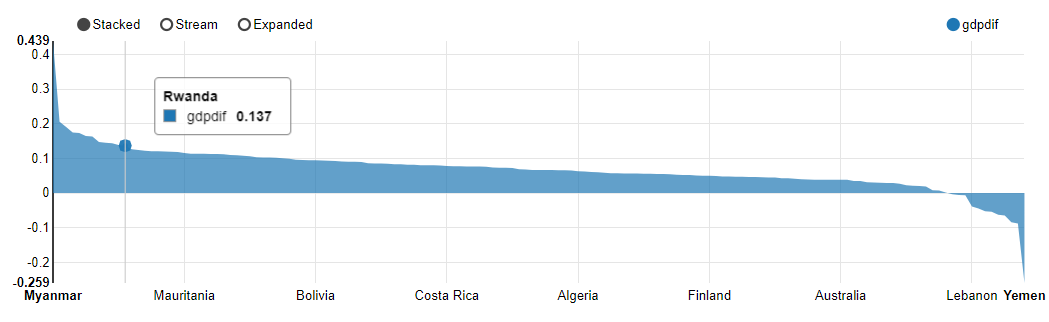 Stacked Stream Expanded gdpdif
0.439
0.4
0.3
0.2
0.1
0
-0.1
-0.2
-0.259
Rwanda
gdpdif 0.137
Myanmar Mauritania Bolivia Costa Rica Algeria Finland Australia Lebanon Yemen